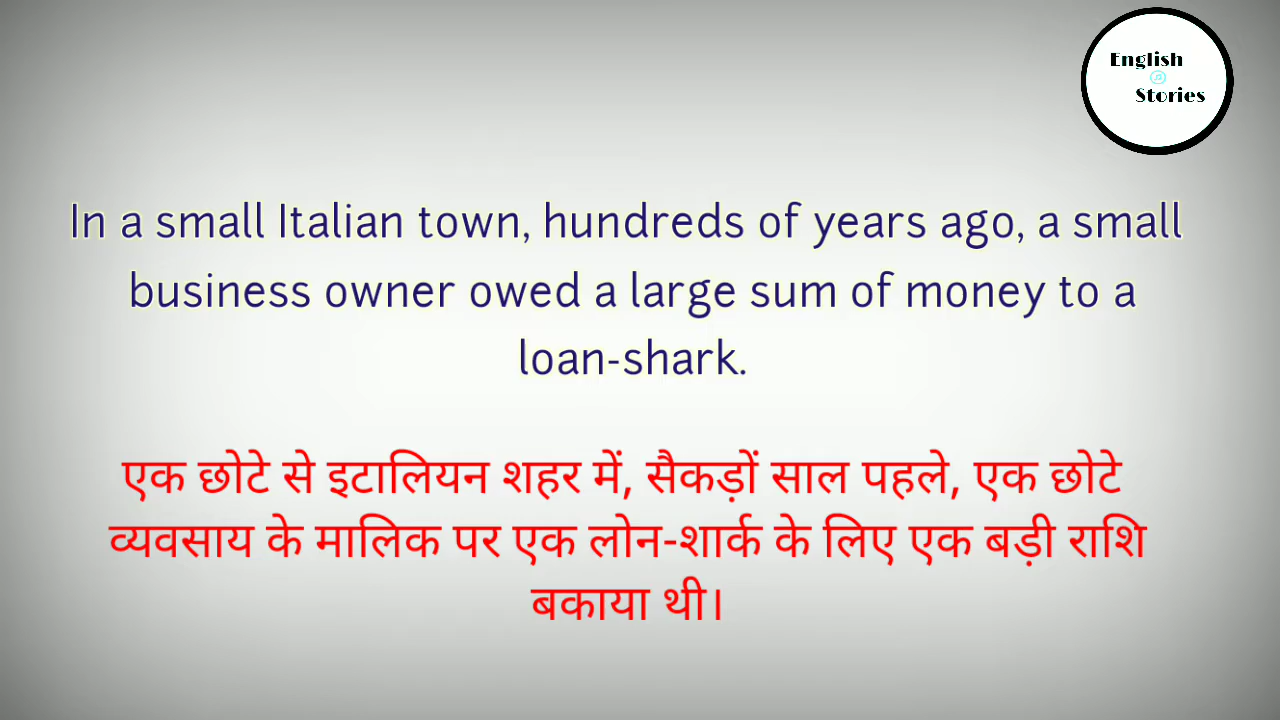 English
Stories
In a small Italian town, hundreds of years ago, a small
business owner owed a large sum of money to a
loan-shark.
एक छोटे से इटालियन शहर में, सैकड़ों साल पहले, एक छोटे
व्यवसाय के मालिक पर एक लोन-शार्क के लिए एक बड़ी राशि
बकाया थी।